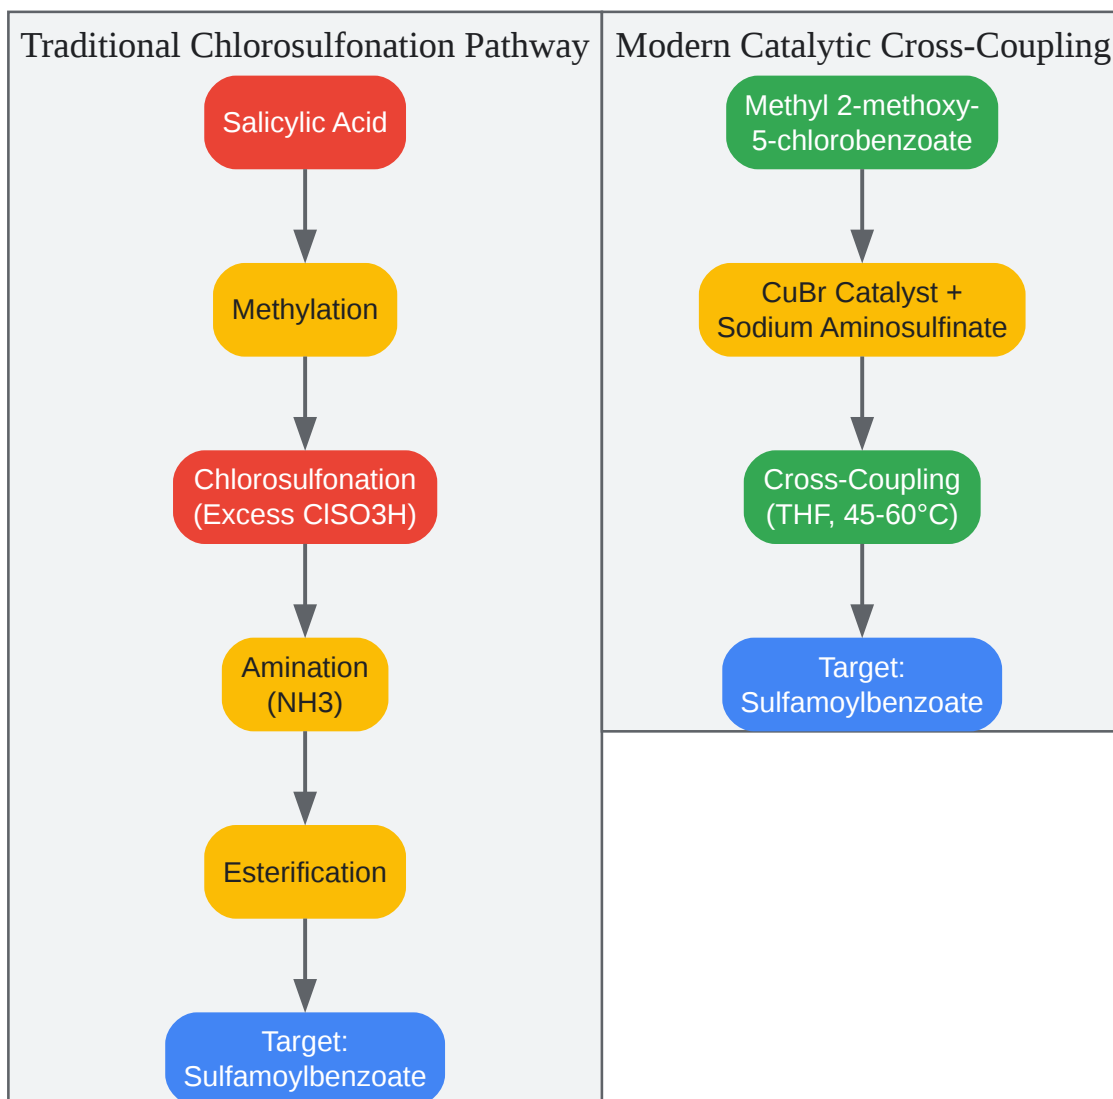 Traditional Chlorosulfonation Pathway
Salicylic Acid
Methylation
Chlorosulfonation
(Excess ClSO3H)
Amination
(NH3)
Esterification
Target:
Sulfamoylbenzoate
Modern Catalytic Cross-Coupling
Methyl 2-methoxy-
5-chlorobenzoate
CuBr Catalyst +
Sodium Aminosulfinate
Cross-Coupling
(THF, 45-60°C)
Target:
Sulfamoylbenzoate